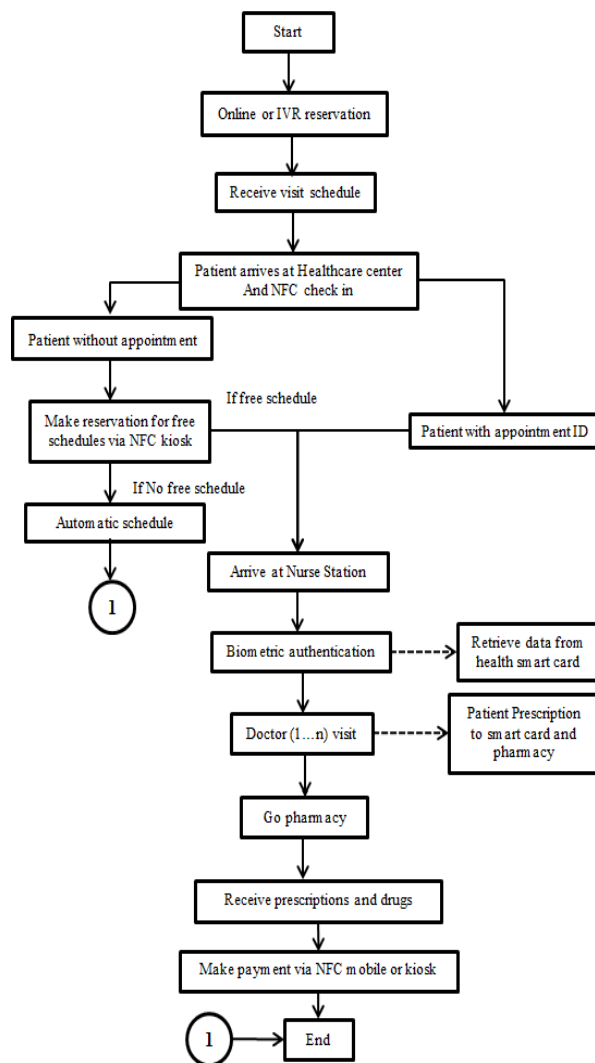 Start
Online or IVR reservation
Receive visit schedule
Patient arrives at Healthcare center
And NFC check in
Patient without appointment
If free schedule
Make reservation for free
schedules via NFC kiosk
Patient with appointment ID
If No free schedule
Automatic schedule
1
Arrive at Nurse Station
Biometric authentication
Retrieve data from
health smart card
Doctor (1...n) visit
Patient Prescription
to smart card and
pharmacy
Go pharmacy
Receive prescriptions and drugs
Make payment via NFC mobile or kiosk
1
End